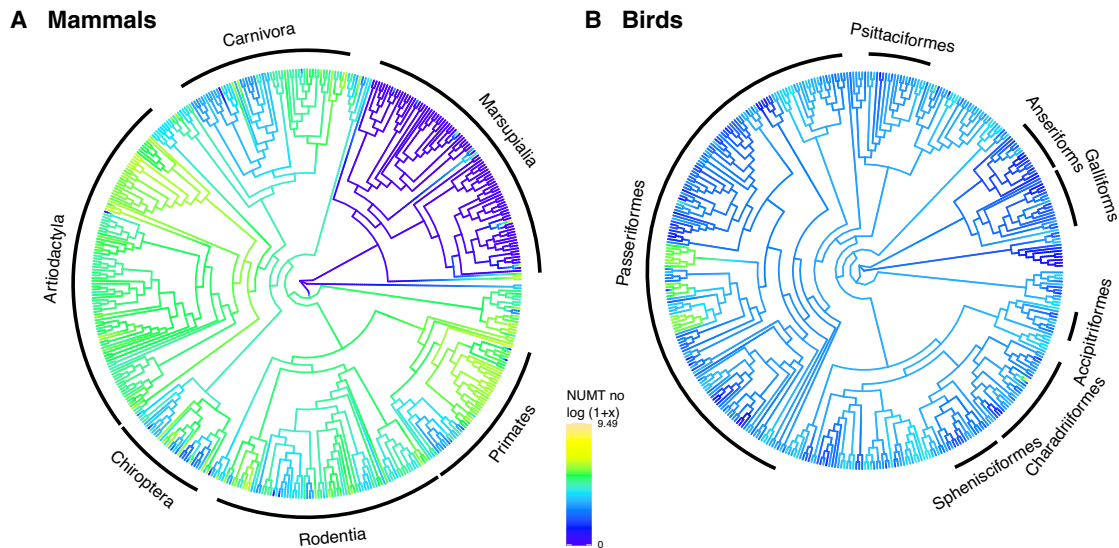 A Mammals
Carnivora
Marsupialia
Artiodactyla
Chiroptera
Rodentia
Primates
NUMT no
log (1+x)
9.49
0
B Birds
Psittaciformes
Anseriforms
Galliforms
Passeriformes
Accipitriformes
Charadriiformes
Sphenisciformes